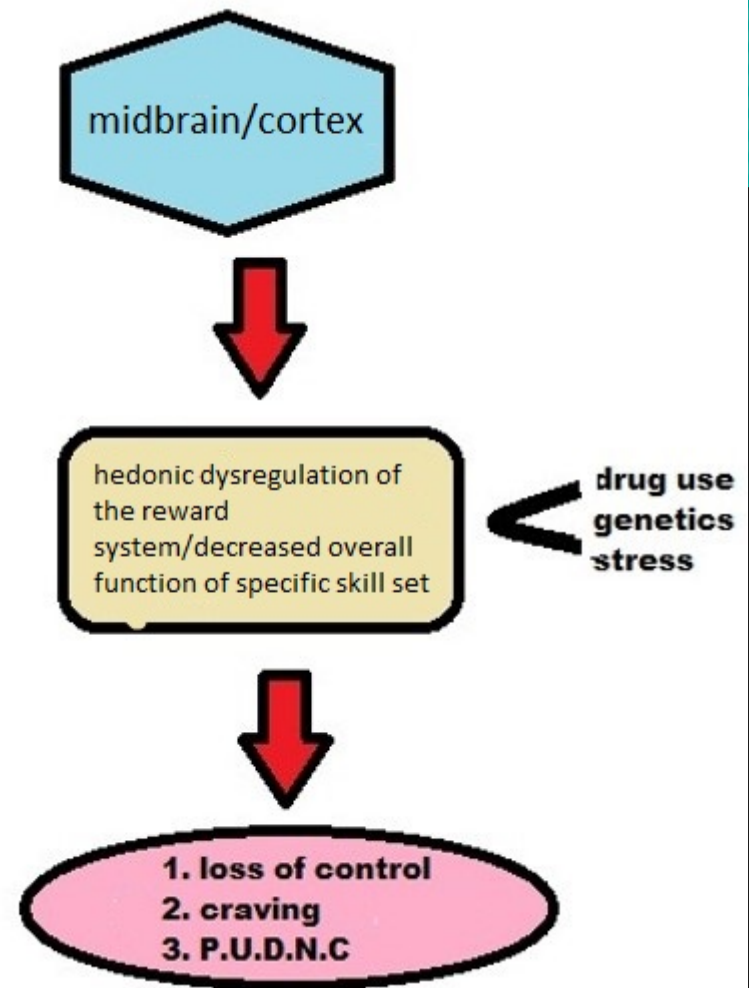 midbrain/cortex
hedonic dysregulation of
the reward
system/decreased overall
function of specific skill set
drug use
genetics
stress
1. loss of control
2. craving
3. P.U.D.N.C